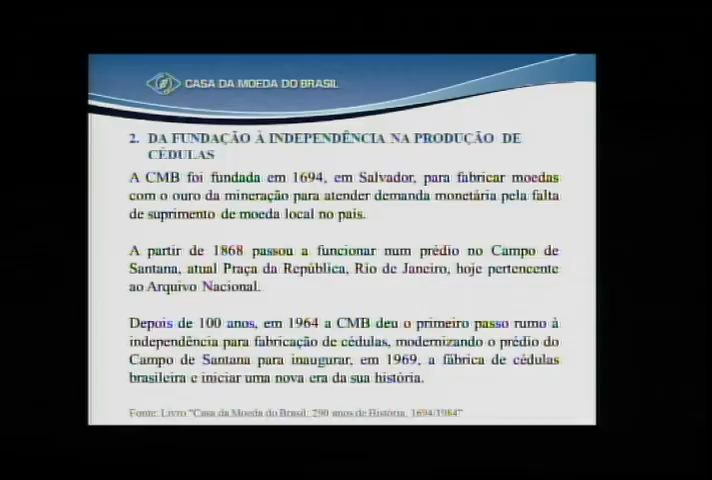 CASA DA MOEDA DO BRASIL
2. DA FUNDAÇÃO À INDEPENDÊNCIA NA PRODUÇÃO DE
CÉDULAS
A CMB foi fundada em 1694, em Salvador, para fabricar moedas
com o ouro da mineração para atender demanda monetária pela falta
de suprimento de moeda local no país.
A partir de 1868 passou a funcionar num prédio no Campo de
Santana, atual Praça da República, Rio de Janeiro, hoje pertencente
ao Arquivo Nacional.
Depois de 100 anos, em 1964 a CMB deu o primeiro passo rumo à
independência para fabricação de cédulas, modernizando o prédio do
Campo de Santana para inaugurar, em 1969, a fábrica de cédulas
brasileira e iniciar uma nova era da sua história.
Fonte: Livro "Casa da Moeda do Brasil: 290 anos de História, 1694/1984"